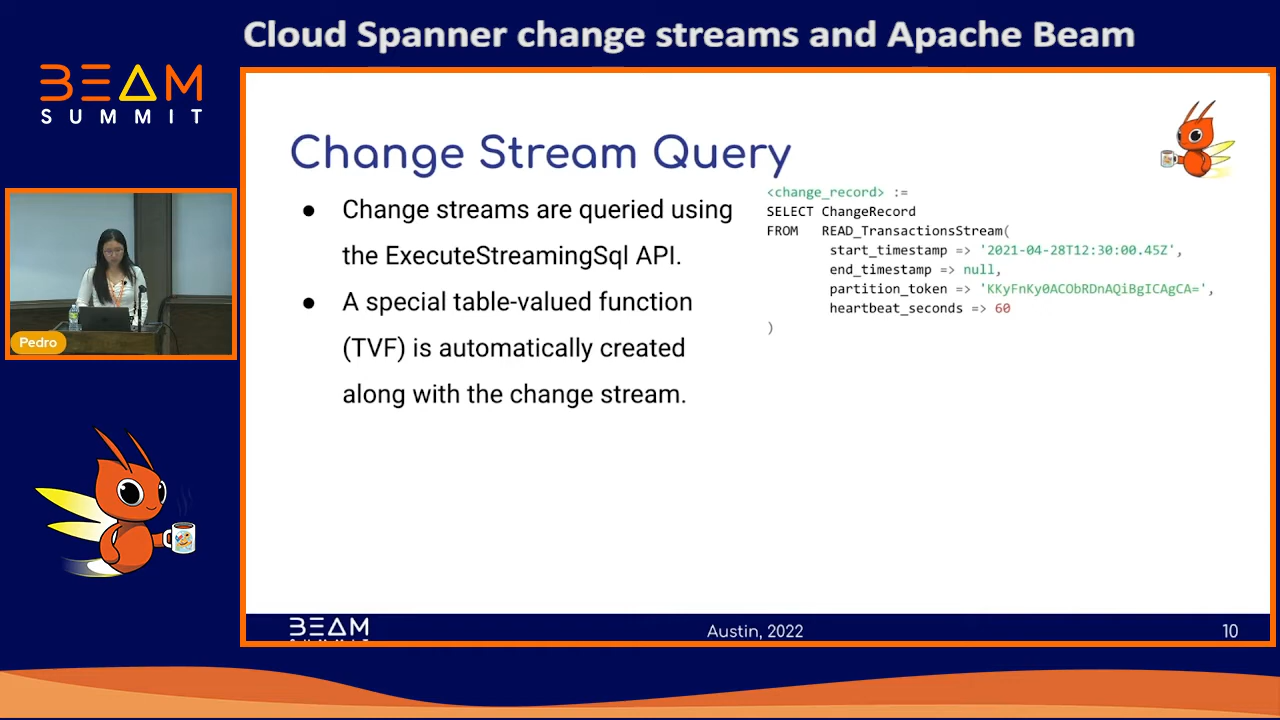 Cloud Spanner change streams and Apache Beam
BEAM
SUMMIT
Change Stream Query
● Change streams are queried using
the ExecuteStreamingSql API.
● A special table-valued function
(TVF) is automatically created
along with the change stream.
<change_record> :=
SELECT ChangeRecord
FROM READ_TransactionsStream(
start_timestamp => '2021-04-28T12:30:00.45Z',
end_timestamp => null,
partition_token => 'KKyFnKy0ACObRDnAQiBgICAgCA=',
heartbeat_seconds => 60
)
Pedro
BEAM
Austin, 2022
10